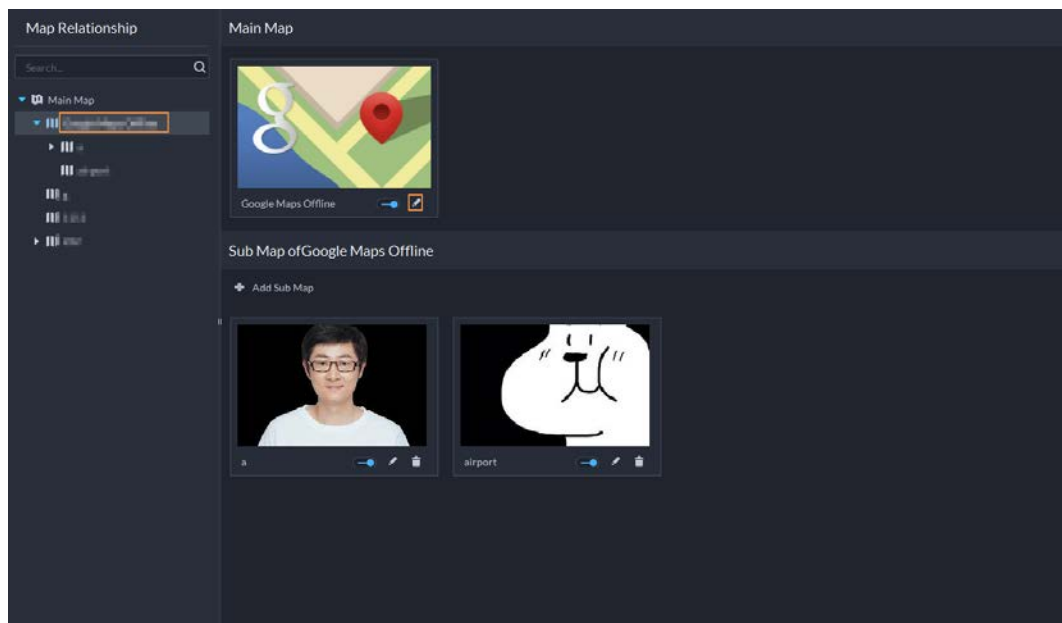 Map Relationship
Search...
Main Map
Main Map
Google Maps Offline
Sub Map ofGoogle Maps Offline
Add Sub Map
a
airport